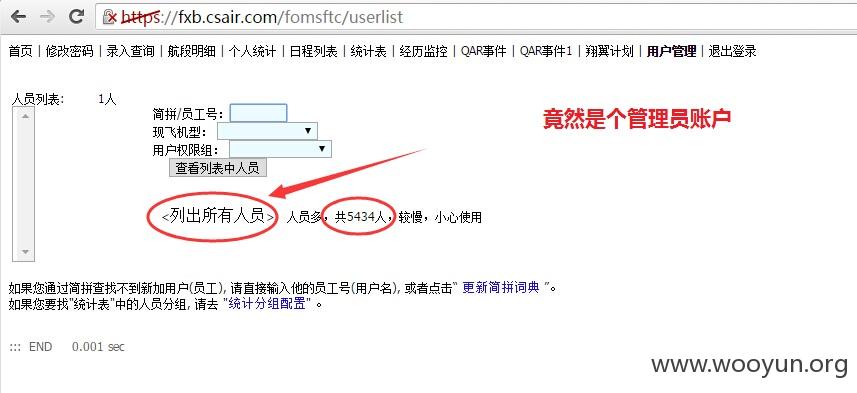 https://fxb.csair.com/fomsftc/userlist
首页 | 修改密码 | 录入查询 | 航段明细 | 个人统计 | 日程列表 | 统计表 | 经历监控 | QAR事件 | QAR事件1 | 翔翼计划 | 用户管理 | 退出登录
人员列表: 1人
简拼/员工号:
竟然是个管理员账户
现飞机型:
用户权限组:
查看列表中人员
<列出所有人员> 人员多，共5434人，较慢，小心使用
如果您通过简拼查找不到新加用户(员工), 请直接输入他的员工号(用户名), 或者点击“ 更新简拼词典 ”。
如果您要找"统计表"中的人员分组, 请去 "统计分组配置" 。
::: END 0.001 sec
www.wooyun.org